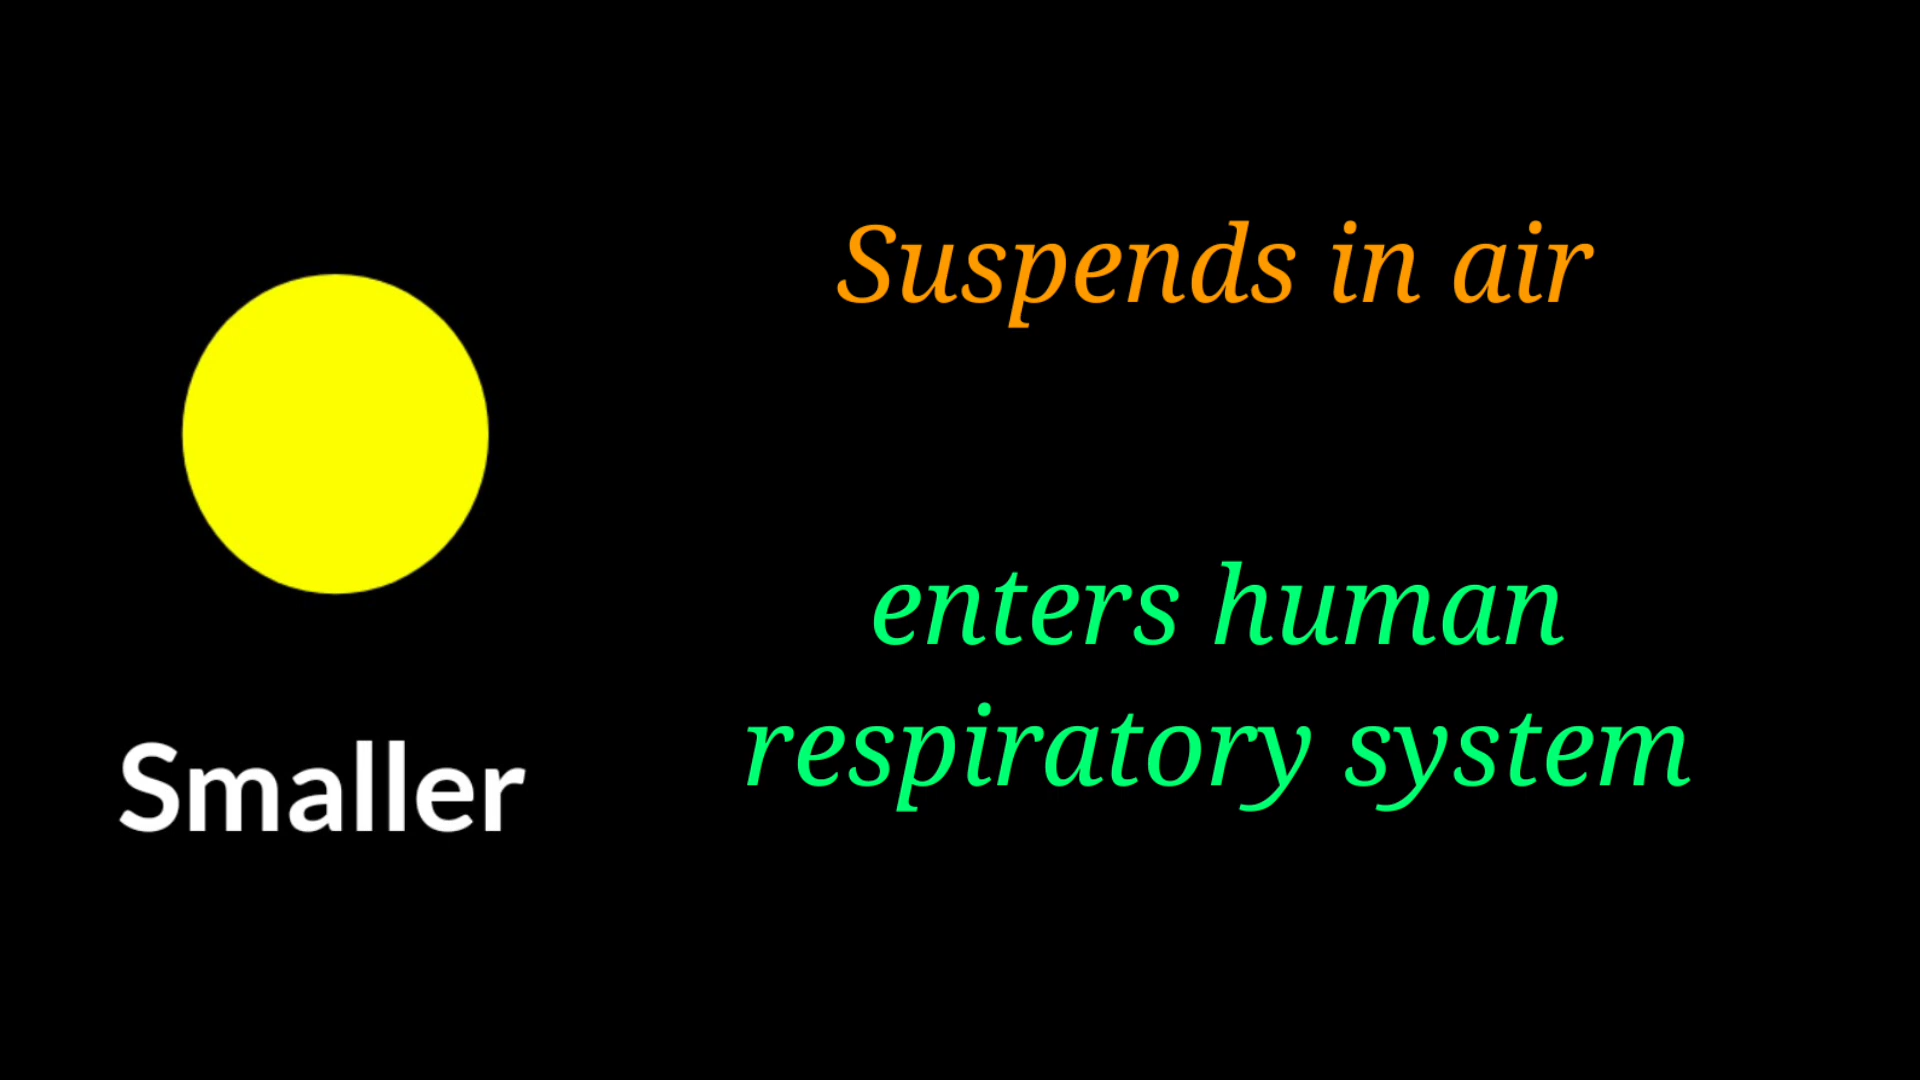 Suspends in air
enters human
respiratory system
Smaller